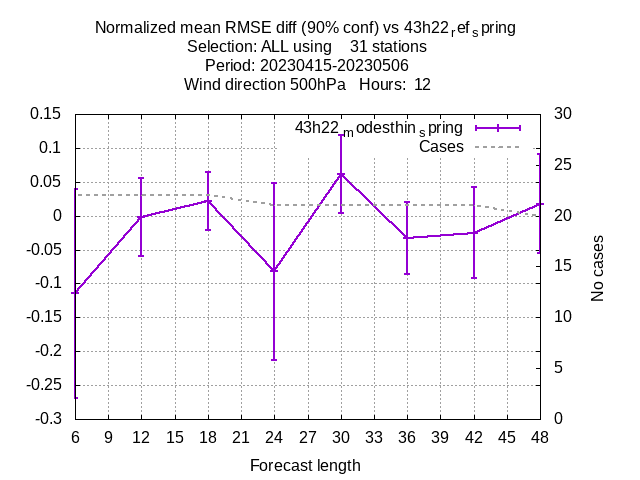 Normalized mean RMSE diff (90% conf) vs 43h22refspring
Selection: ALL using    31 stations
Period: 20230415-20230506
Wind direction 500hPa   Hours:  12
43h22modesthinspring
Cases
0.15
0.1
0.05
0
-0.05
-0.1
-0.15
-0.2
-0.25
-0.3
30
25
20
15
10
5
0
No cases
6 9 12 15 18 21 24 27 30 33 36 39 42 45 48
Forecast length